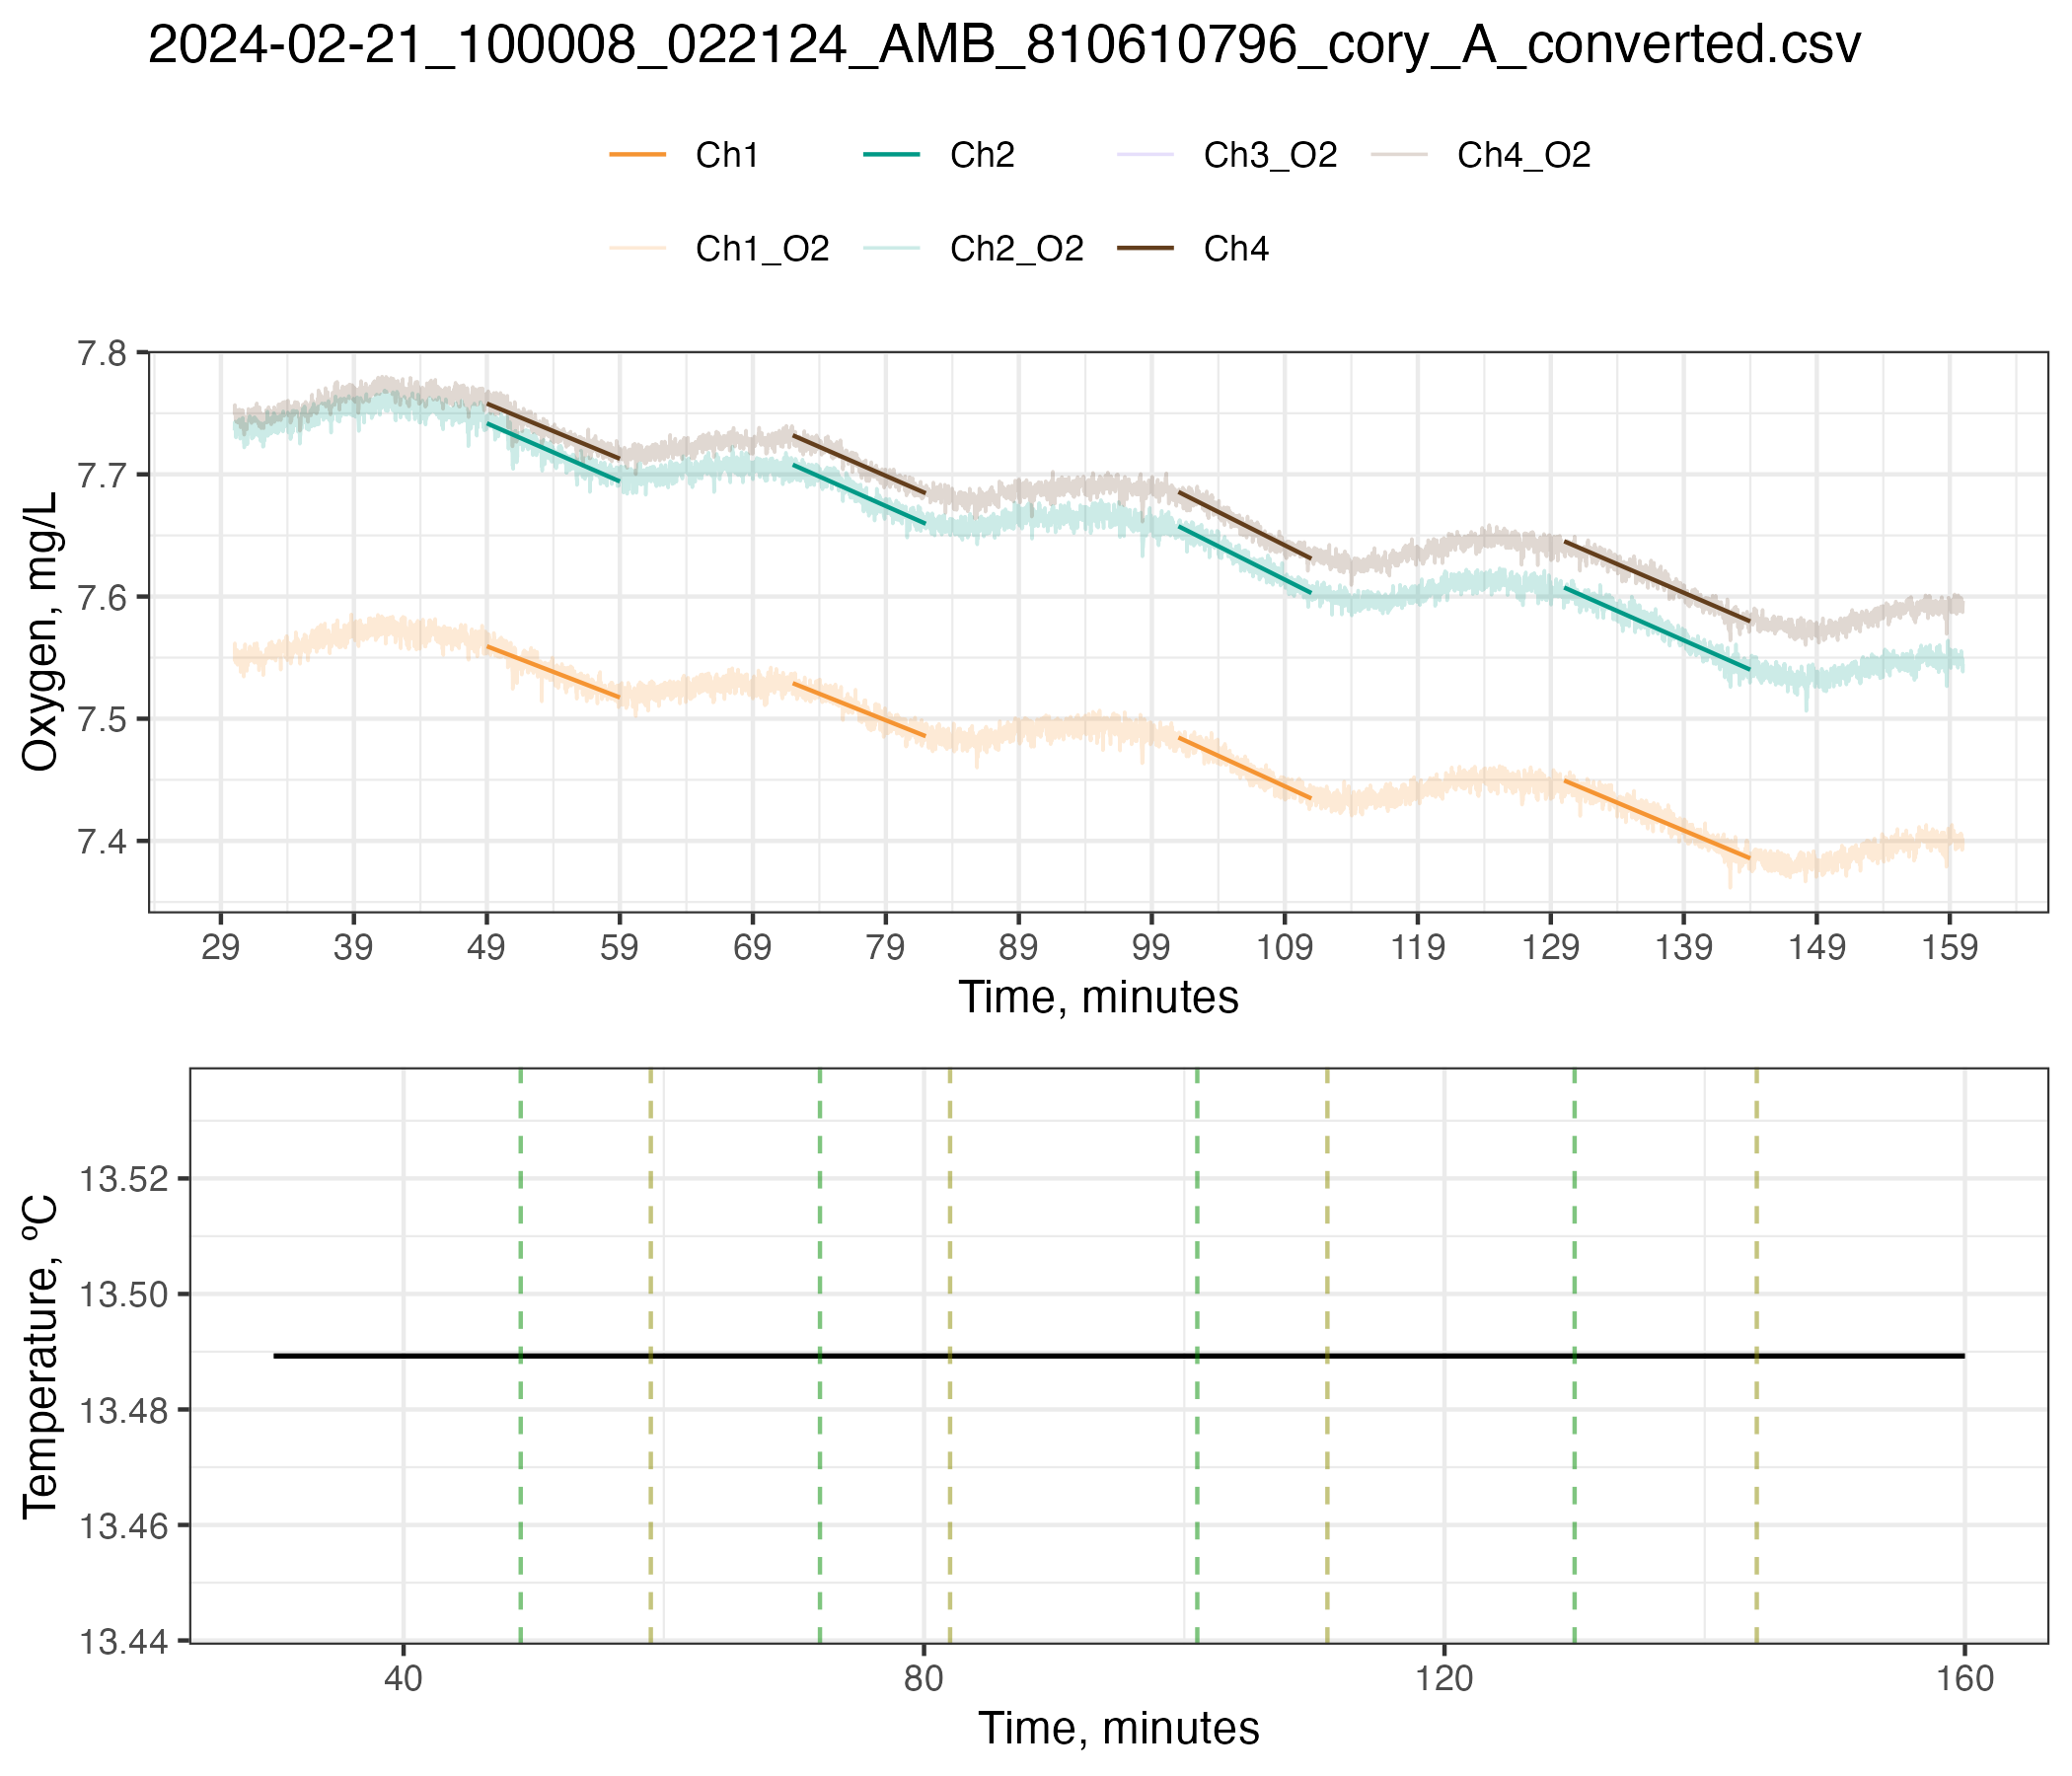 2024-02-21_100008_022124_AMB_810610796_cory_A_converted.csv
Ch1 Ch2 Ch3_O2 Ch4_O2
Ch1_O2 Ch2_O2 Ch4
Oxygen, mg/L
7.8
7.7
7.6
7.5
7.4
29 39 49 59 69 79 89 99 109 119 129 139 149 159
Time, minutes
Temperature, ºC
13.52
13.50
13.48
13.46
13.44
40 80 120 160
Time, minutes